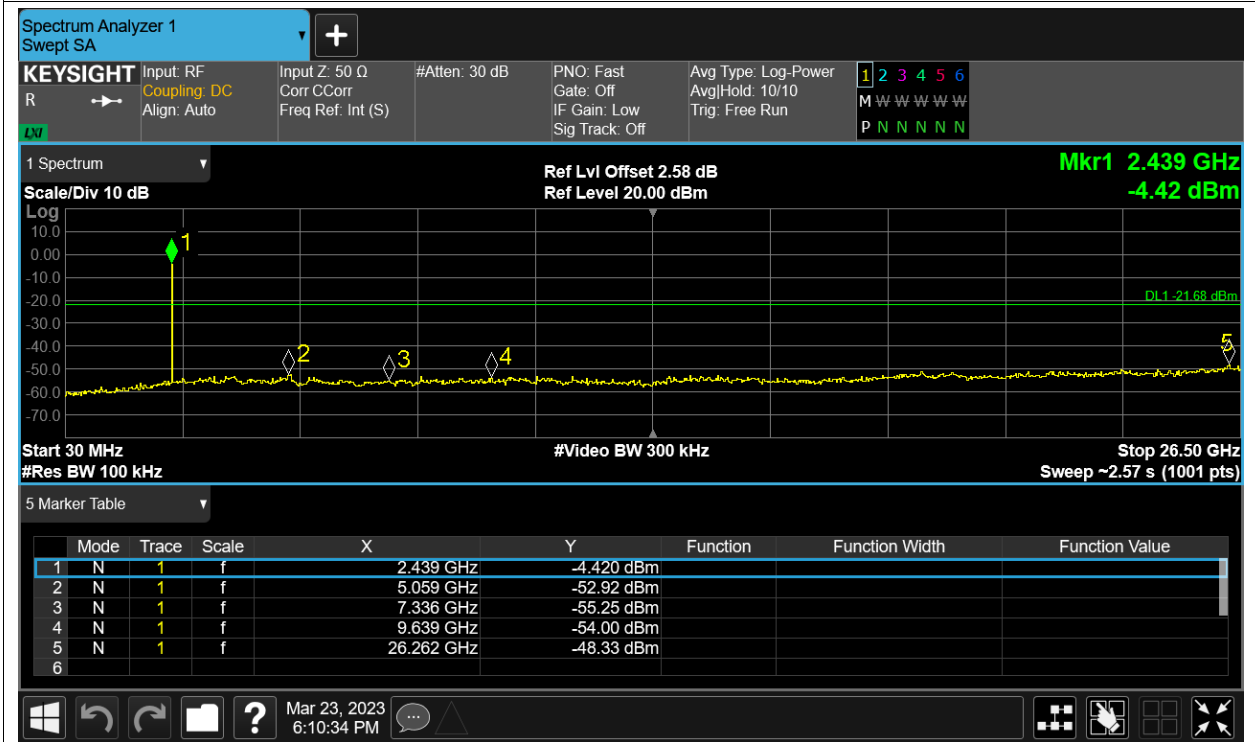 Spectrum Analyzer 1
Swept SA
+
KEYSIGHT
R
LXI
Input: RF
Coupling: DC
Align: Auto
Input Z: 50 Ω
Corr CCorr
Freq Ref: Int (S)
#Atten: 30 dB
PNO: Fast
Gate: Off
IF Gain: Low
Sig Track: Off
Avg Type: Log-Power
Avg|Hold: 10/10
Trig: Free Run
1 2 3 4 5 6
M W W W W W
P N N N N N
1 Spectrum
Scale/Div 10 dB
Ref Lvl Offset 2.58 dB
Ref Level 20.00 dBm
Mkr1 2.439 GHz
-4.42 dBm
Log
10.0
0.00
-10.0
-20.0
-30.0
-40.0
-50.0
-60.0
-70.0
1
2
3
4
5
DL1 -21.68 dBm
Start 30 MHz
#Res BW 100 kHz
#Video BW 300 kHz
Stop 26.50 GHz
Sweep ~2.57 s (1001 pts)
5 Marker Table
Mode Trace Scale X Y Function Function Width Function Value
1 N 1 f 2.439 GHz -4.420 dBm
2 N 1 f 5.059 GHz -52.92 dBm
3 N 1 f 7.336 GHz -55.25 dBm
4 N 1 f 9.639 GHz -54.00 dBm
5 N 1 f 26.262 GHz -48.33 dBm
6
?
Mar 23, 2023
6:10:34 PM